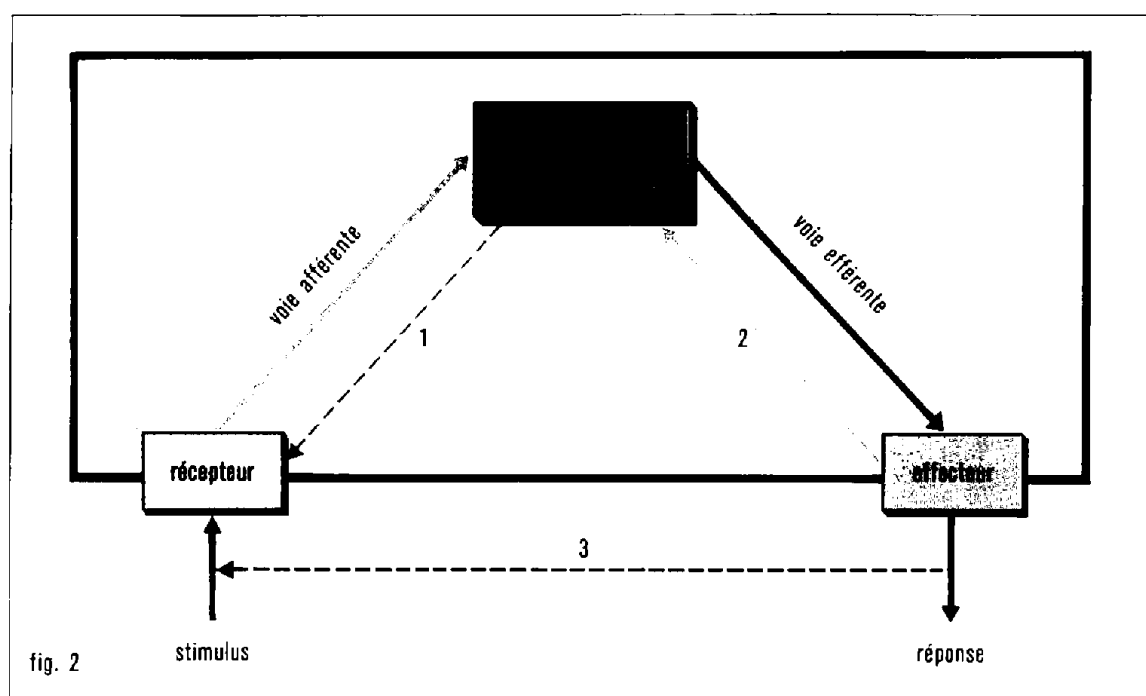 voie afférente
voie efférente
1
2
récepteur
effecteur
3
stimulus
réponse
fig. 2